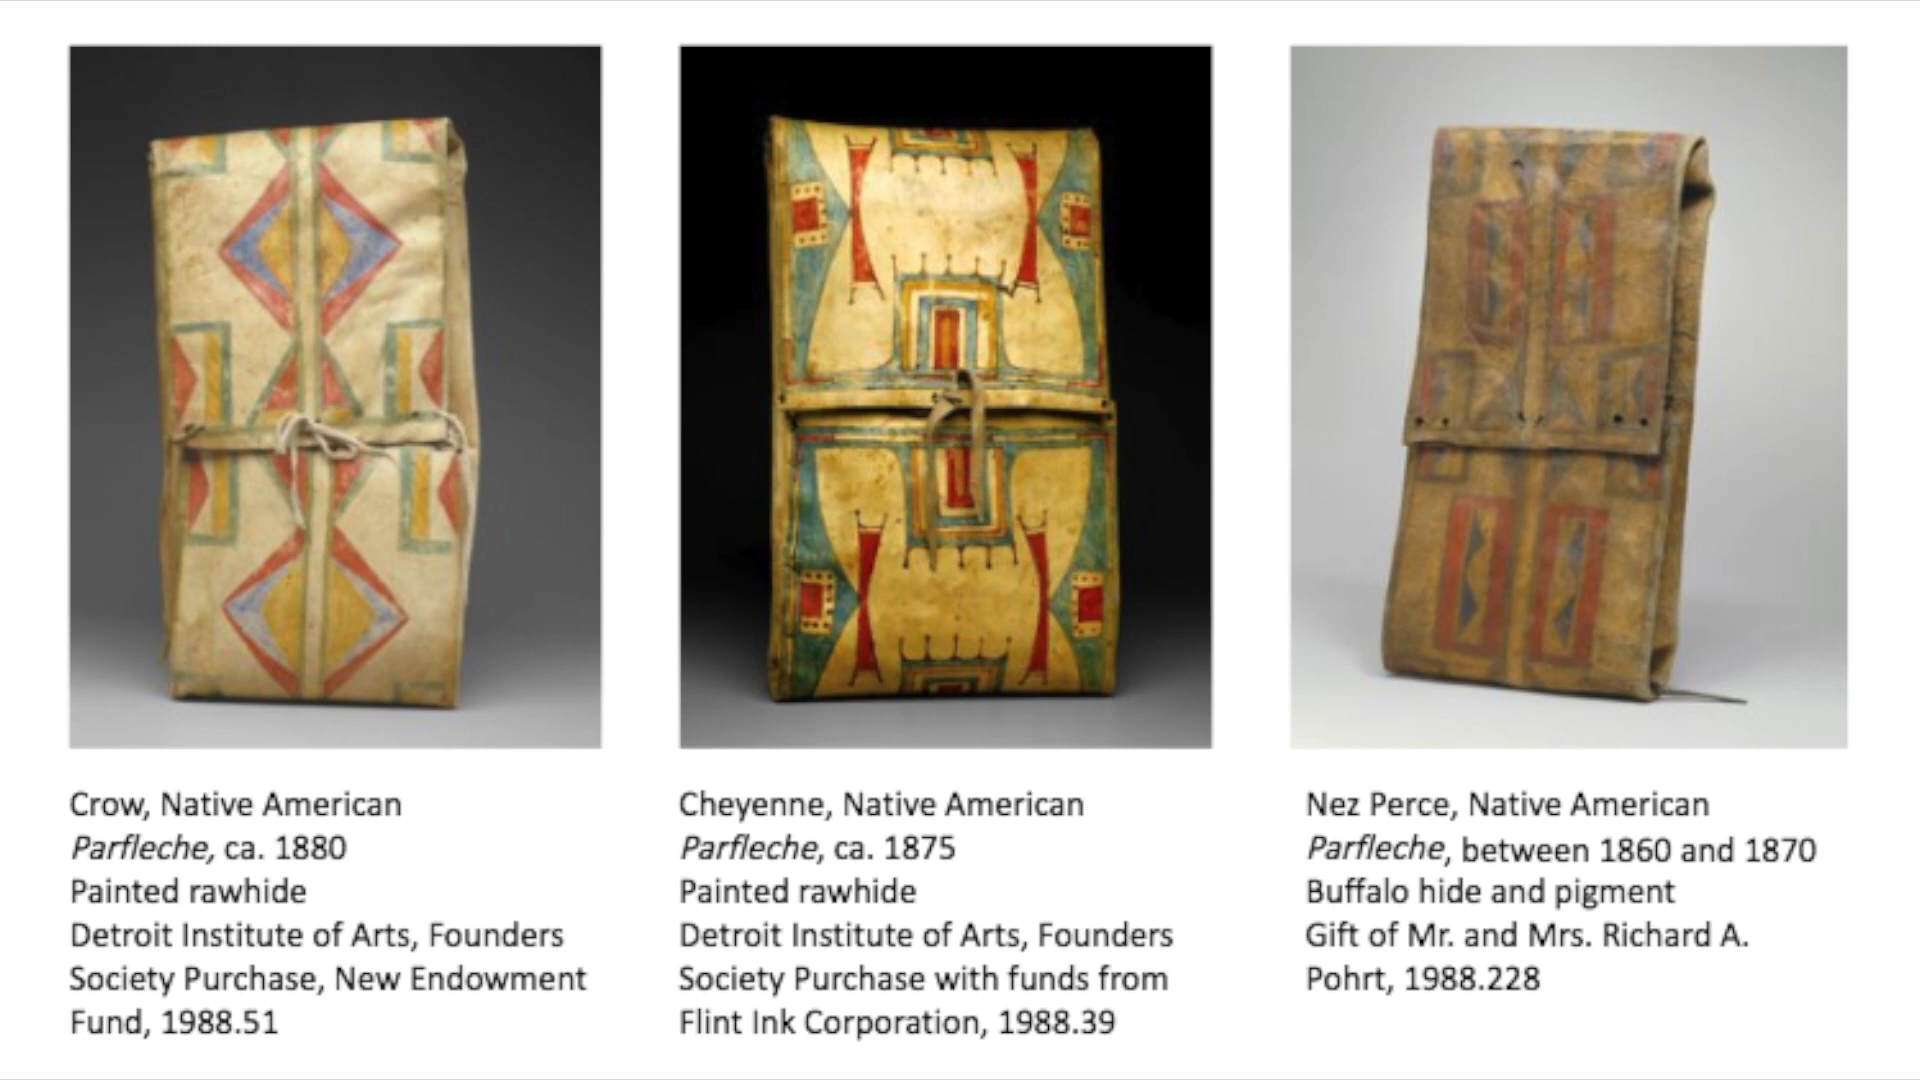 Crow, Native American
Parfleche, ca. 1880
Painted rawhide
Detroit Institute of Arts, Founders
Society Purchase, New Endowment
Fund, 1988.51
Cheyenne, Native American
Parfleche, ca. 1875
Painted rawhide
Detroit Institute of Arts, Founders
Society Purchase with funds from
Flint Ink Corporation, 1988.39
Nez Perce, Native American
Parfleche, between 1860 and 1870
Buffalo hide and pigment
Gift of Mr. and Mrs. Richard A.
Pohrt, 1988.228